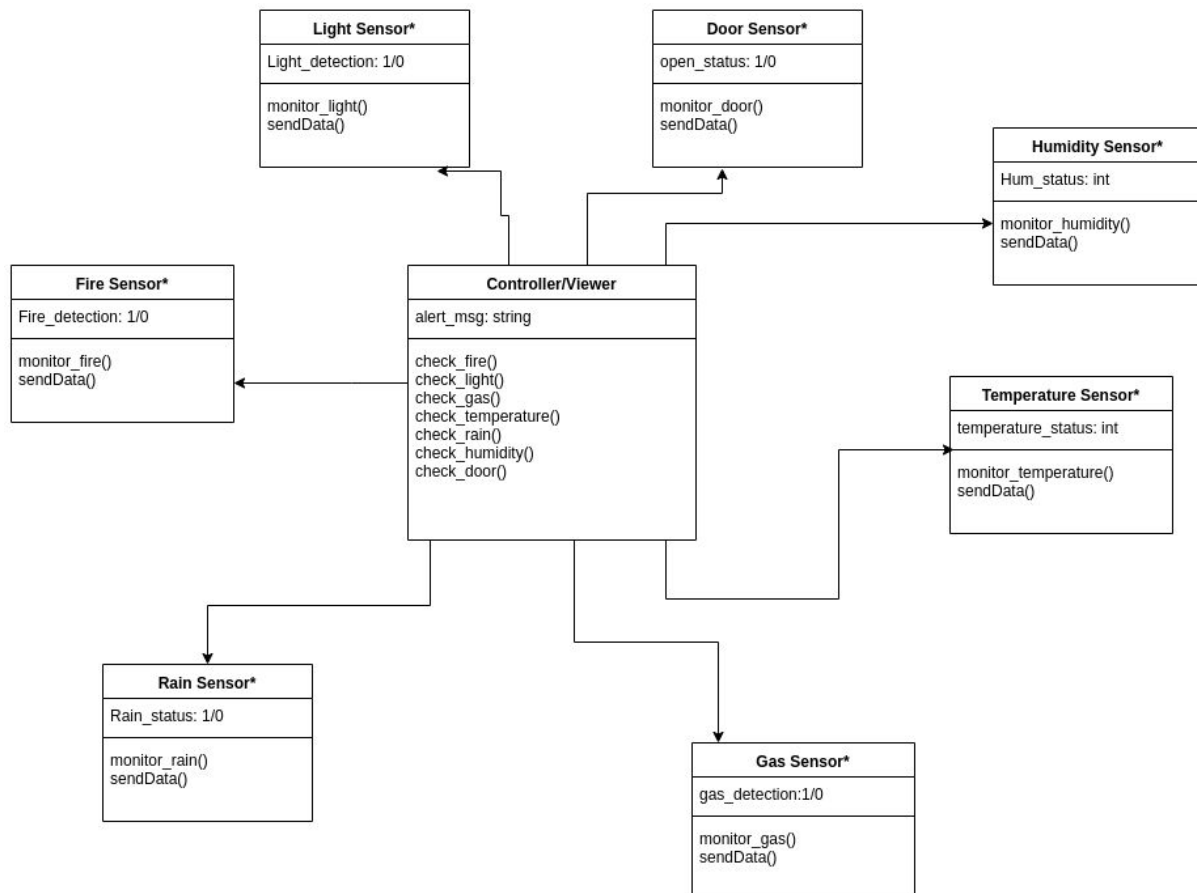 Light Sensor*
Light_detection: 1/0
monitor_light()
sendData()
Door Sensor*
open_status: 1/0
monitor_door()
sendData()
Humidity Sensor*
Hum_status: int
monitor_humidity()
sendData()
Fire Sensor*
Fire_detection: 1/0
monitor_fire()
sendData()
Controller/Viewer
alert_msg: string
check_fire()
check_light()
check_gas()
check_temperature()
check_rain()
check_humidity()
check_door()
Temperature Sensor*
temperature_status: int
monitor_temperature()
sendData()
Rain Sensor*
Rain_status: 1/0
monitor_rain()
sendData()
Gas Sensor*
gas_detection:1/0
monitor_gas()
sendData()